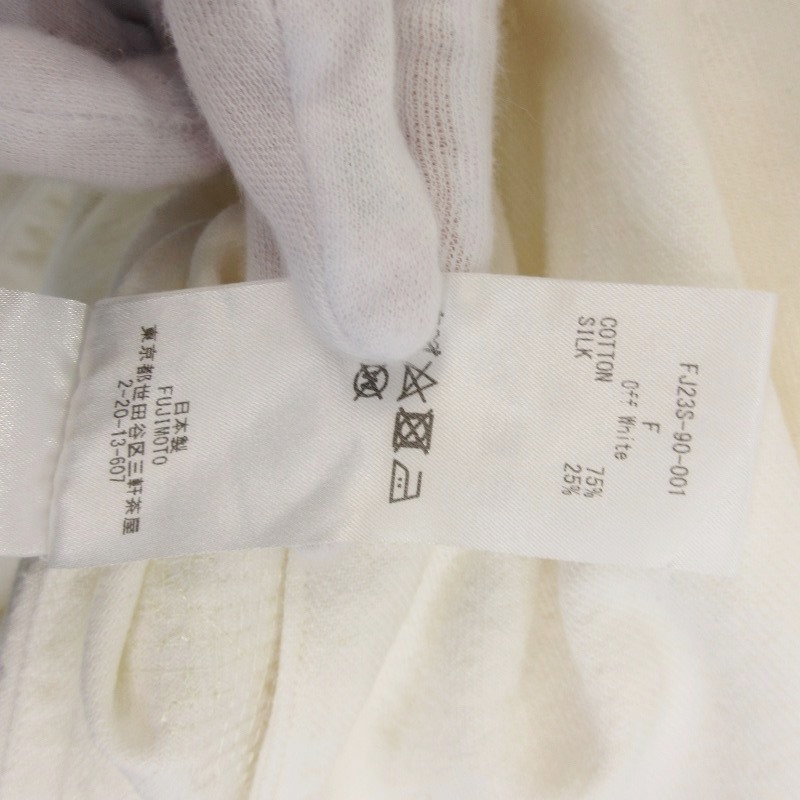 FJ23S-90-001
F
Off White
COTTON 75%
SILK 25%
日本製
FUJIMOTO
東京都世田谷区三軒茶屋
2-20-13-607